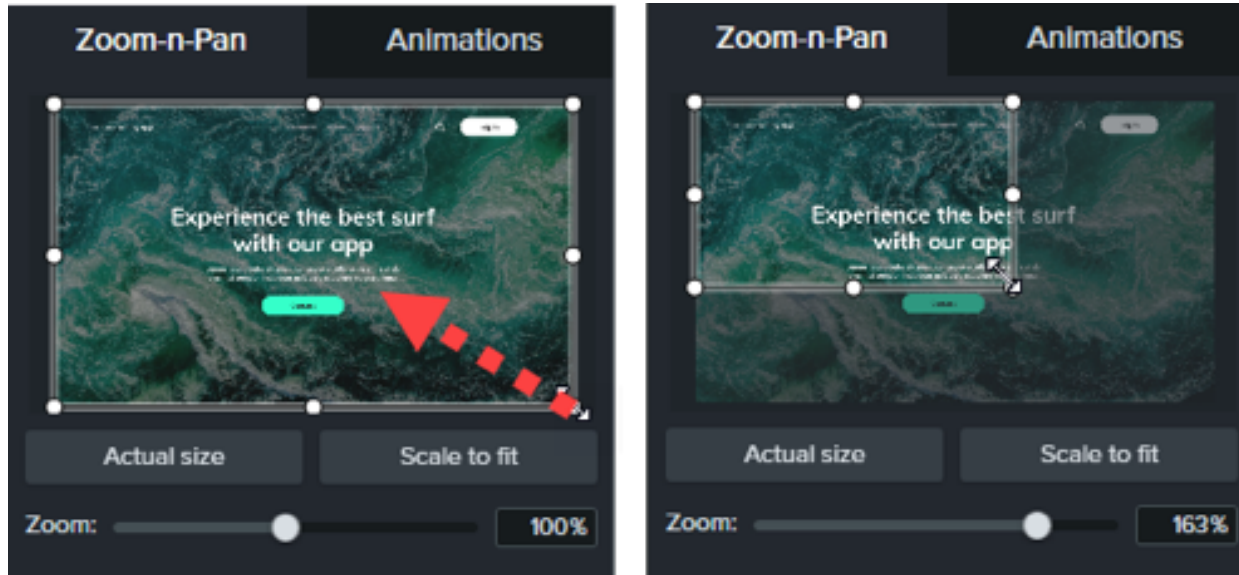 Zoom-n-Pan
Animations
Experience the best surf
with our app
Actual size
Scale to fit
Zoom:
100%
Zoom-n-Pan
Animations
Experience the best surf
with our app
Actual size
Scale to fit
Zoom:
163%